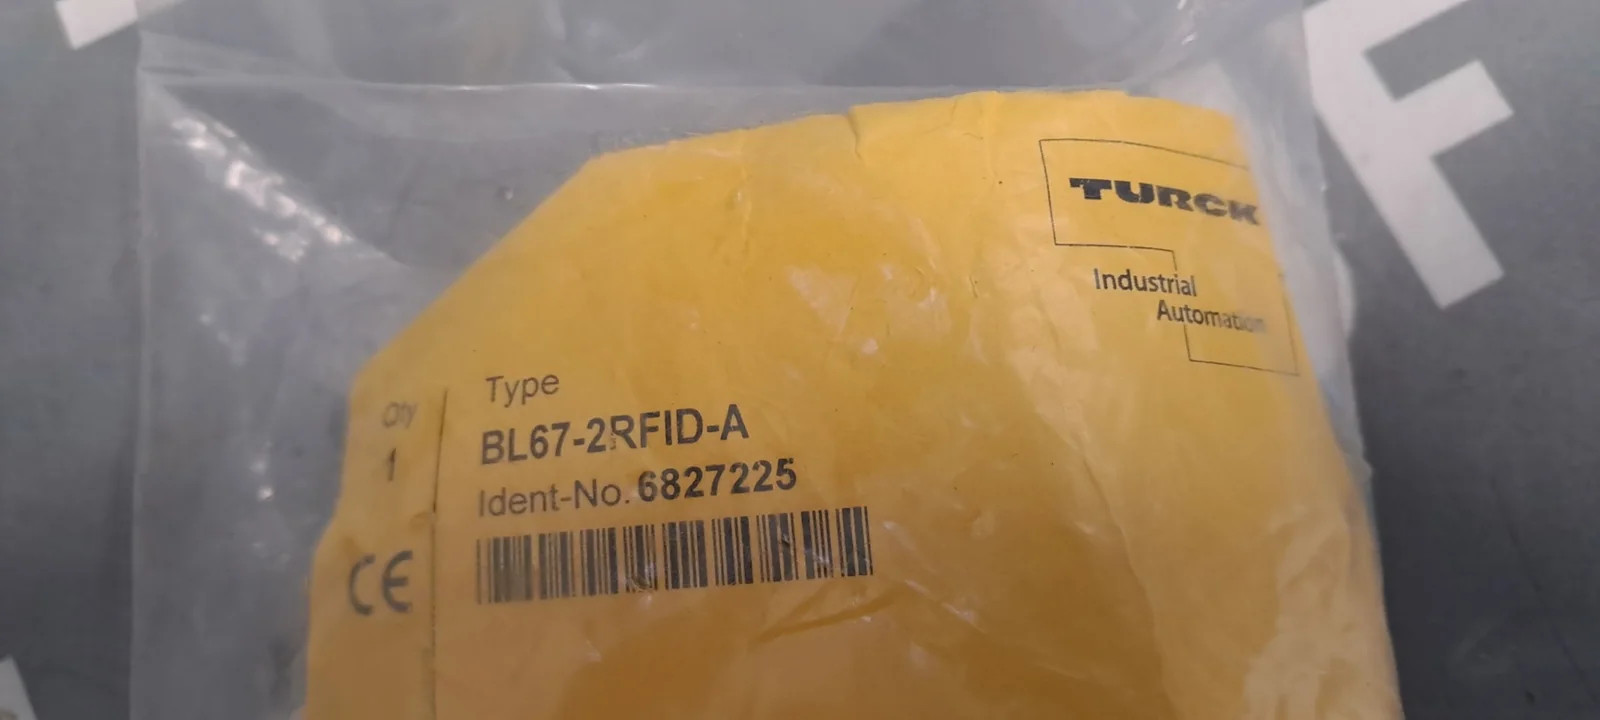 TURCK
Industrial
Automation
Qty
1
Type
BL67-2RFID-A
Ident-No. 6827225
CE
F